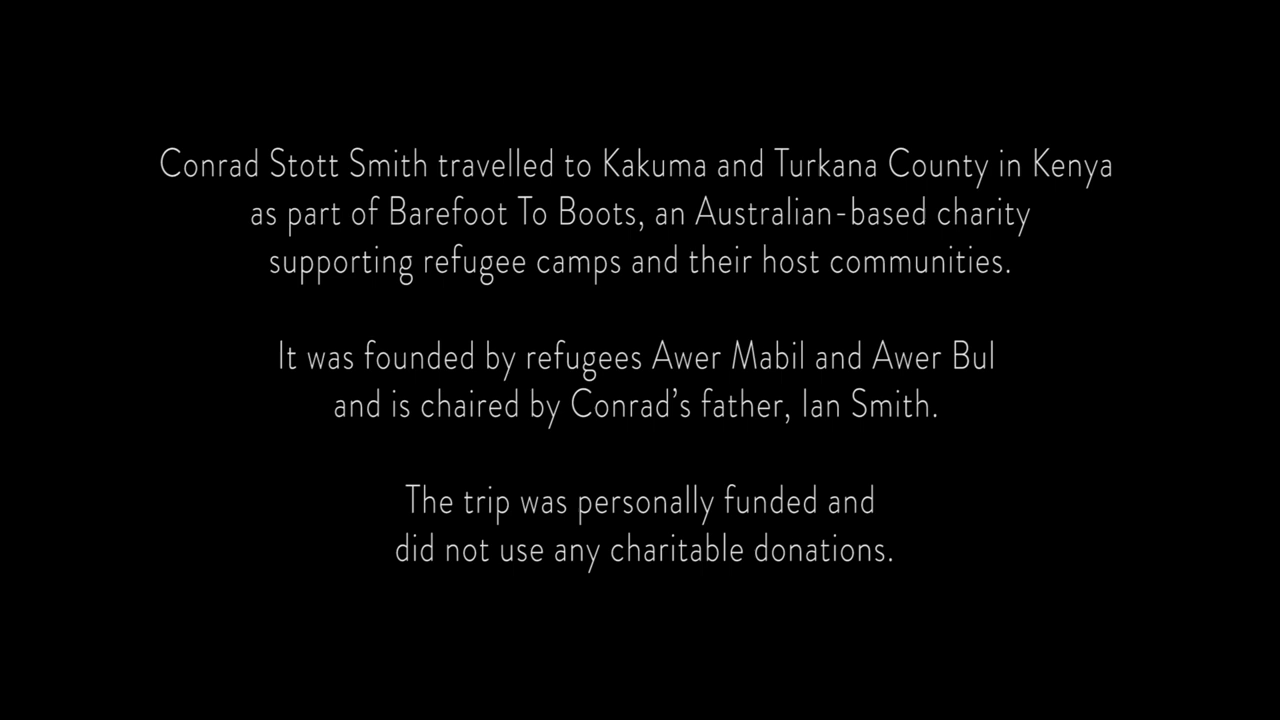 Conrad Stott Smith travelled to Kakuma and Turkana County in Kenya
as part of Barefoot To Boots, an Australian-based charity
supporting refugee camps and their host communities.
It was founded by refugees Awer Mabil and Awer Bul
and is chaired by Conrad’s father, Ian Smith.
The trip was personally funded and
did not use any charitable donations.